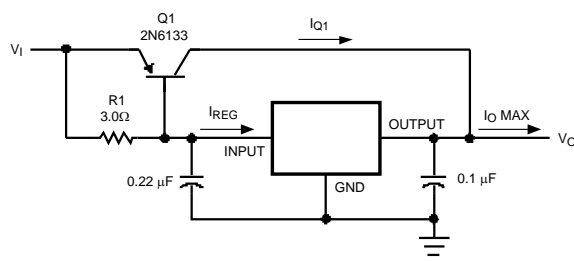 Q1
2N6133
IQ1
VI
R1
3.0Ω
IREG
IO MAX
OUTPUT
VO
INPUT
GND
0.22 μF
0.1 μF